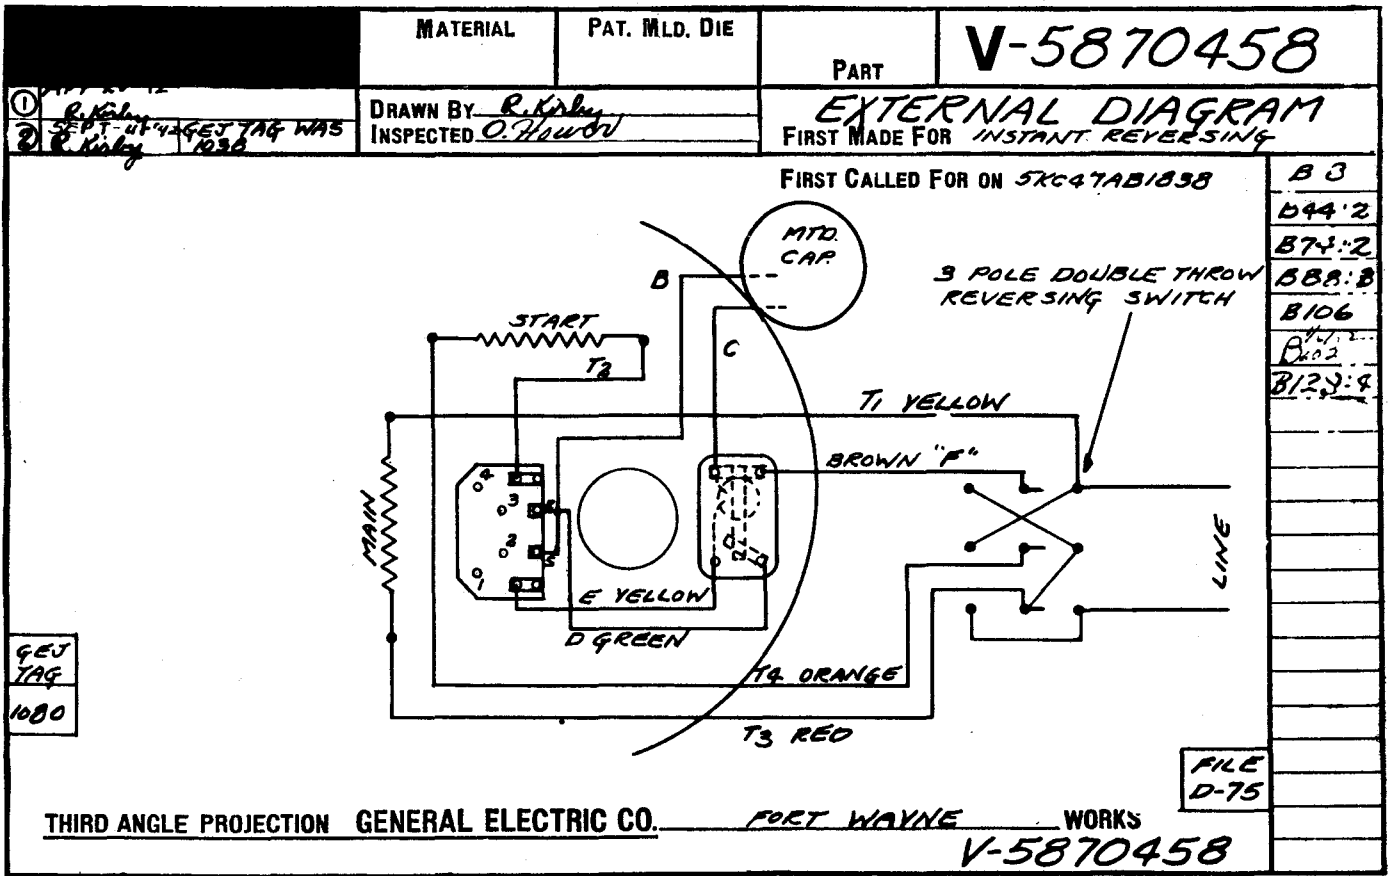 MATERIAL
PAT. MLD. DIE
PART
V-5870458
1
R. Kirby
2
SEPT-
R. Kirby
GEJ TAG WAS
1036
DRAWN BY R. Kirby
INSPECTED O.
EXTERNAL DIAGRAM
FIRST MADE FOR INSTANT REVERSING
FIRST CALLED FOR ON 5KC47AB1838
B 3
B44:2
B74:2
B88:B
B106
B123:4
MTD.
CAP.
3 POLE DOUBLE THROW
REVERSING SWITCH
B
START
C
T2
T1 YELLOW
BROWN "F"
4
3
2
1
5
MAIN
LINE
E YELLOW
D GREEN
T4 ORANGE
T3 RED
GEJ
TAG
1080
FILE
D-75
THIRD ANGLE PROJECTION GENERAL ELECTRIC CO. FORT WAYNE WORKS
V-5870458